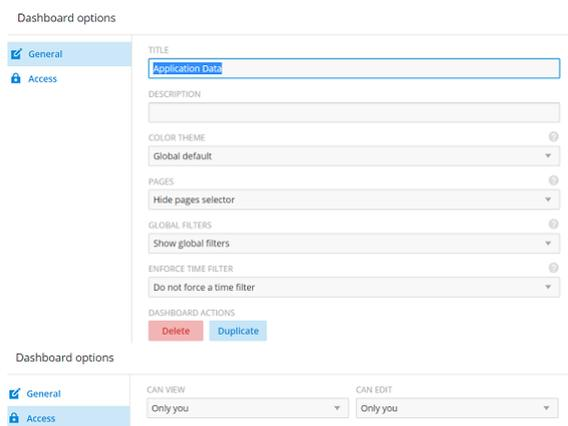 Dashboard options
General
Access
TITLE
Application Data
DESCRIPTION
COLOR THEME
Global default
PAGES
Hide pages selector
GLOBAL FILTERS
Show global filters
ENFORCE TIME FILTER
Do not force a time filter
DASHBOARD ACTIONS
Delete Duplicate
Dashboard options
General
Access
CAN VIEW CAN EDIT
Only you Only you